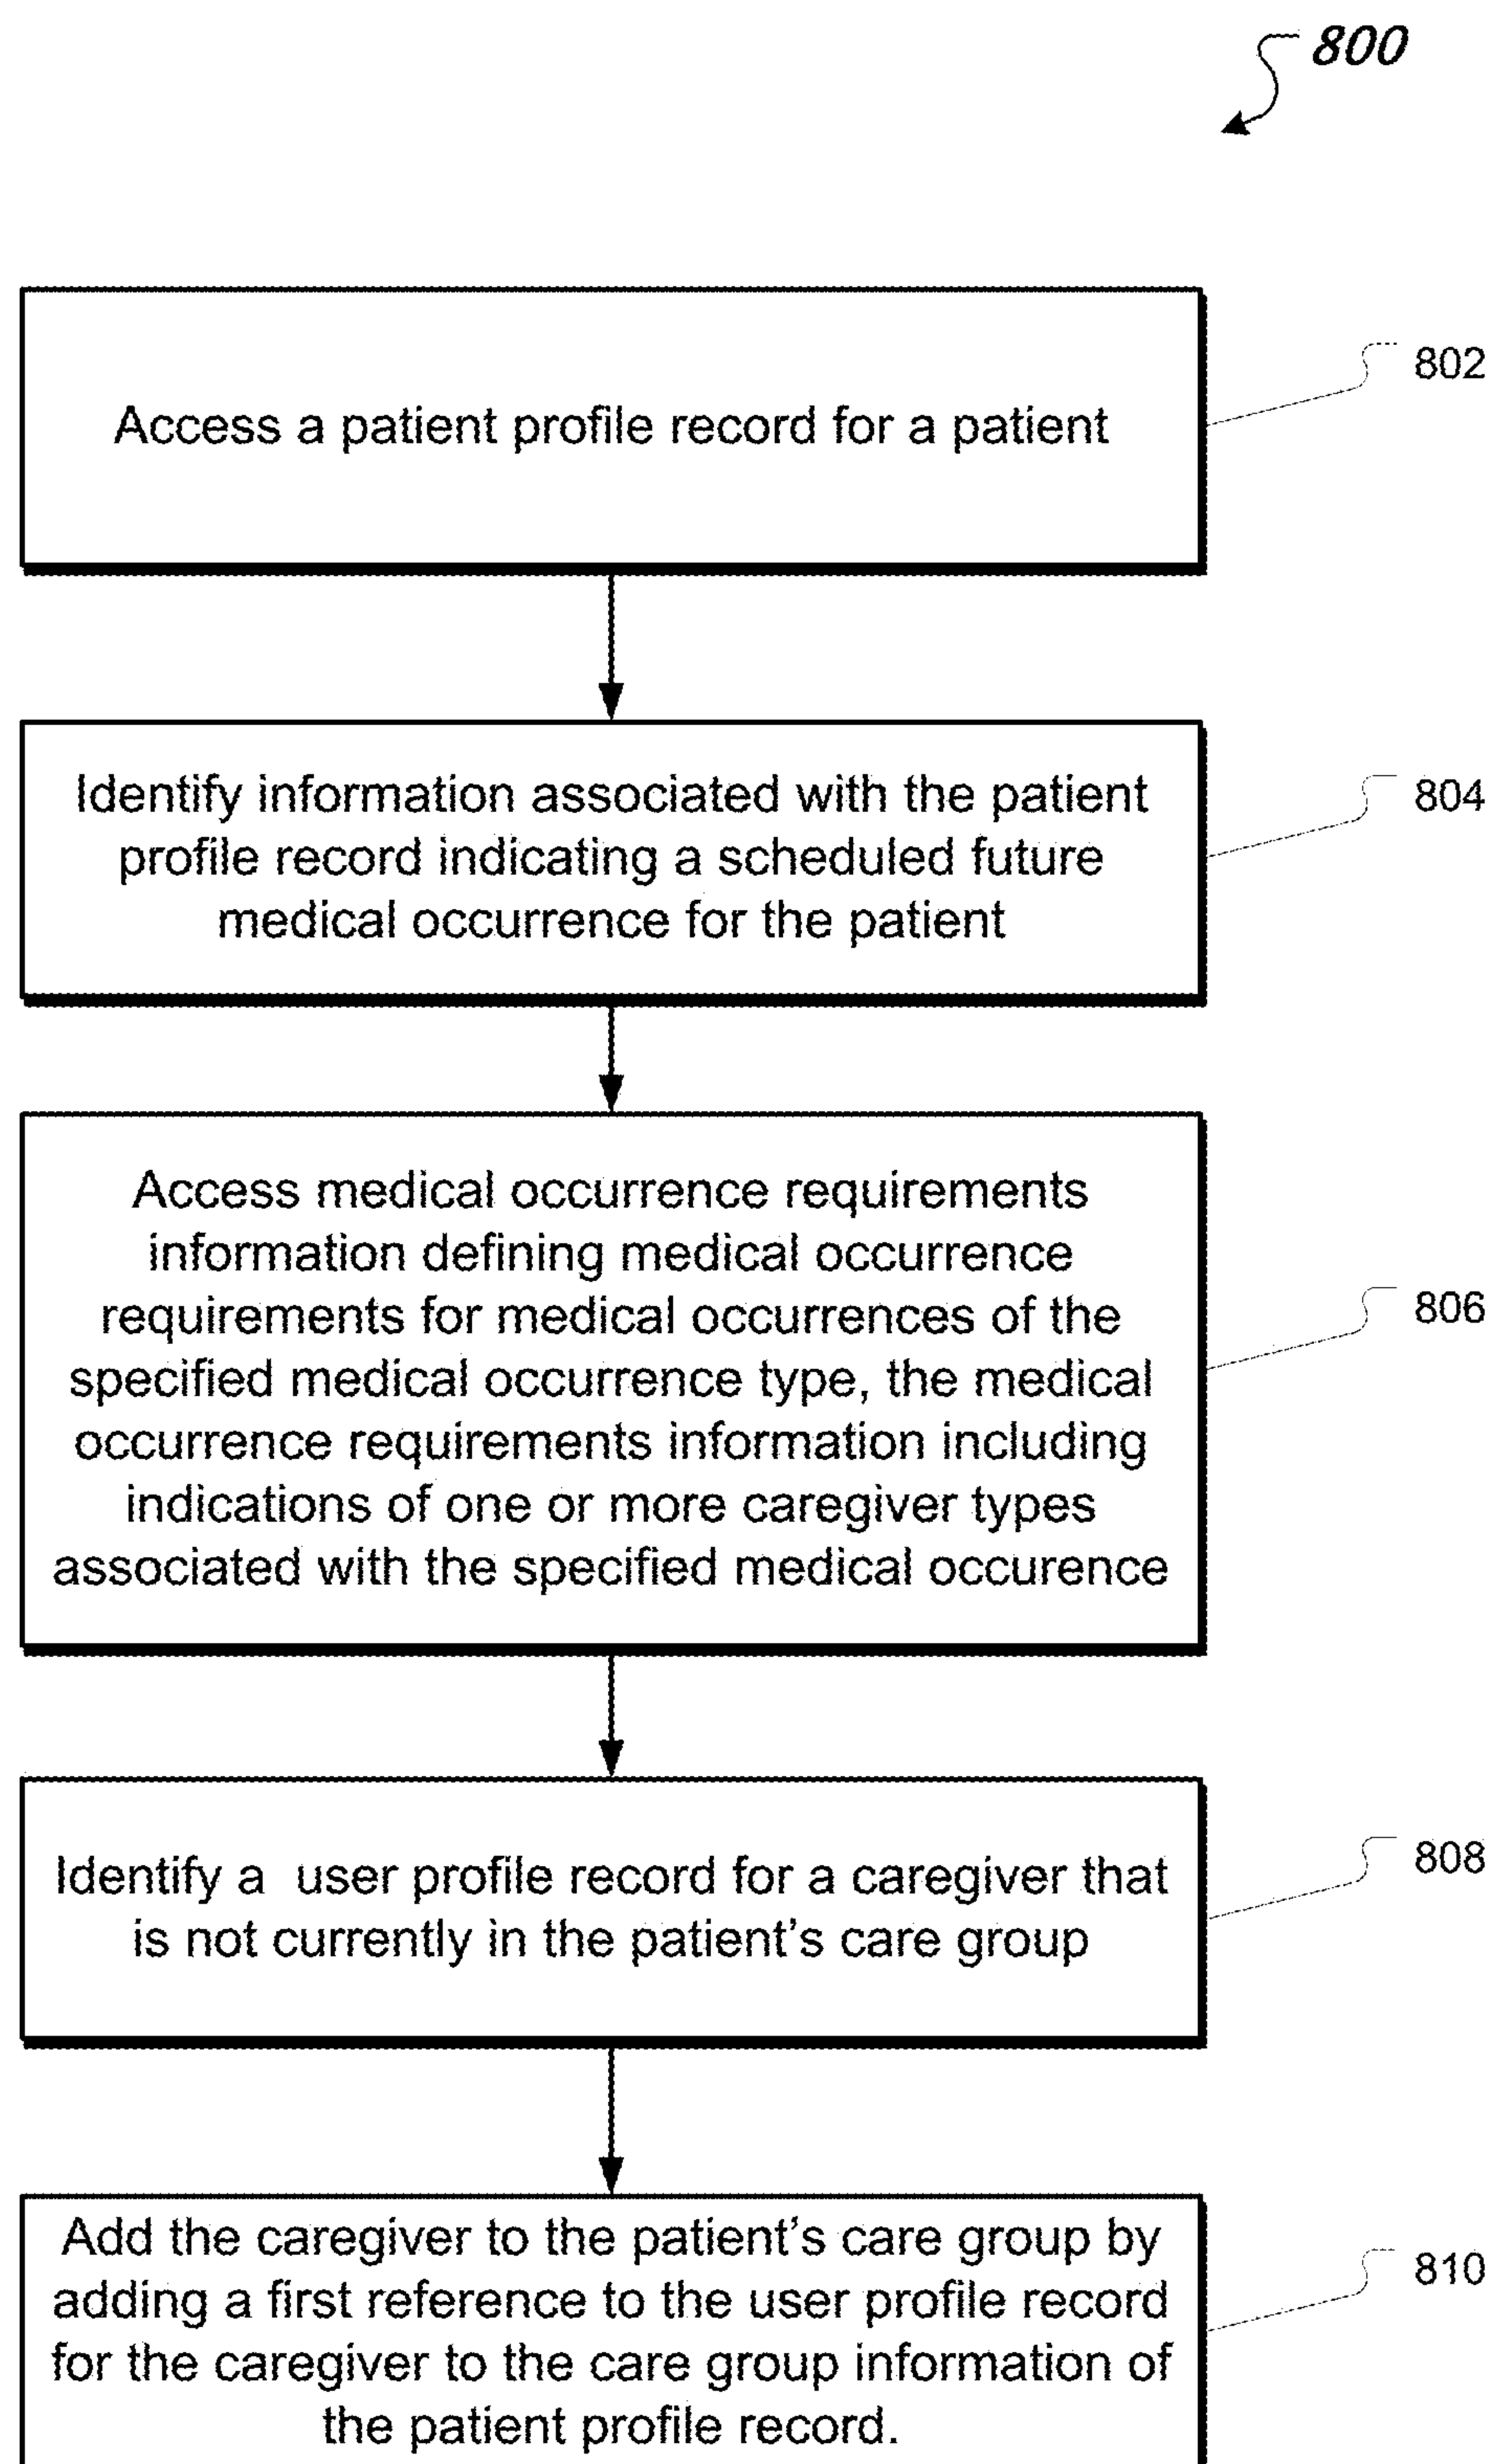 800
Access a patient profile record for a patient
802
Identify information associated with the patient
profile record indicating a scheduled future
medical occurrence for the patient
804
Access medical occurrence requirements
information defining medical occurrence
requirements for medical occurrences of the
specified medical occurrence type, the medical
occurrence requirements information including
indications of one or more caregiver types
associated with the specified medical occurence
806
Identify a  user profile record for a caregiver that
is not currently in the patient's care group
808
Add the caregiver to the patient's care group by
adding a first reference to the user profile record
for the caregiver to the care group information of
the patient profile record.
810